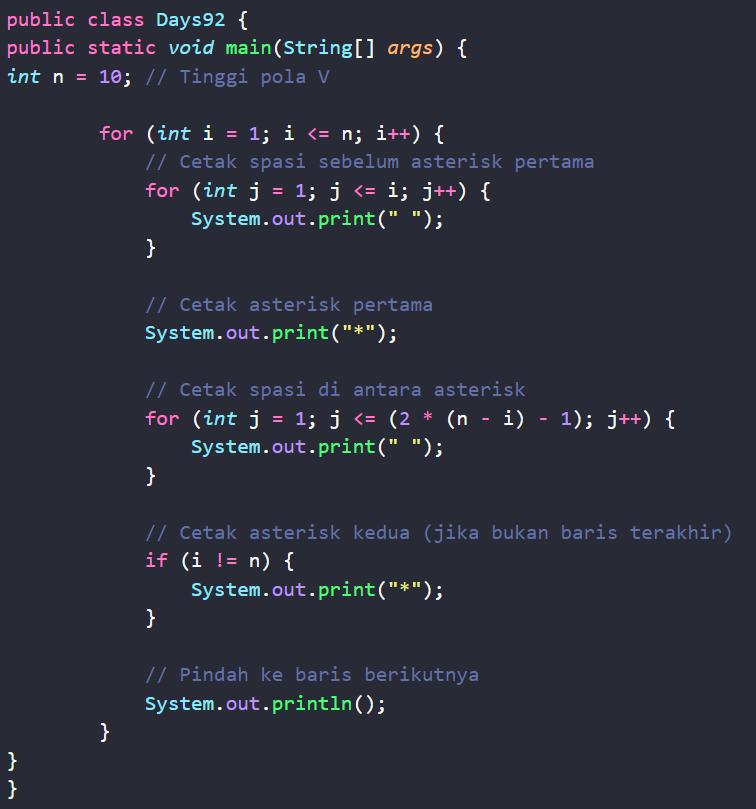 public class Days92 {
public static void main(String[] args) {
int n = 10; // Tinggi pola V
for (int i = 1; i <= n; i++) {
// Cetak spasi sebelum asterisk pertama
for (int j = 1; j <= i; j++) {
System.out.print(" ");
}
// Cetak asterisk pertama
System.out.print("*");
// Cetak spasi di antara asterisk
for (int j = 1; j <= (2 * (n - i) - 1); j++) {
System.out.print(" ");
}
// Cetak asterisk kedua (jika bukan baris terakhir)
if (i != n) {
System.out.print("*");
}
// Pindah ke baris berikutnya
System.out.println();
}
}
}